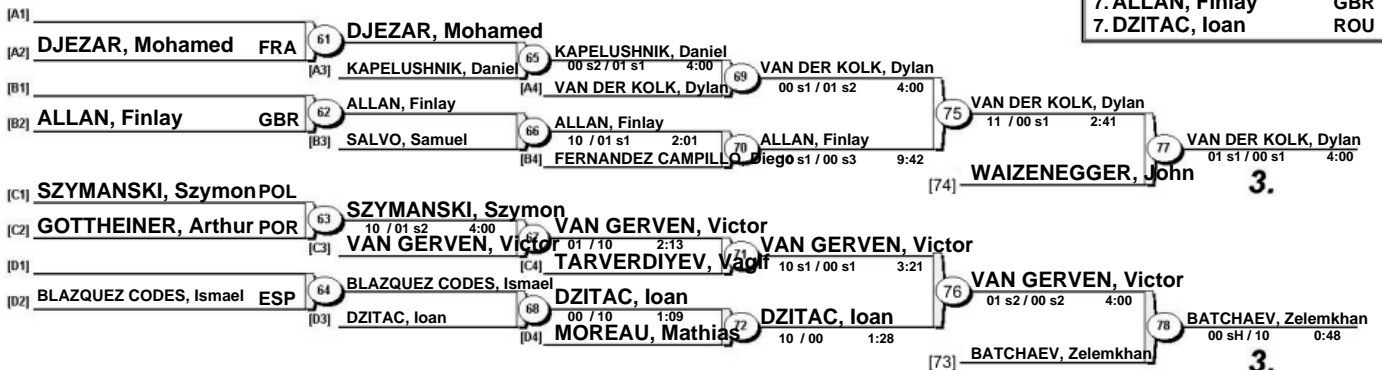 7. ALLAN, Finlay GBR
7. DZITAC, Ioan ROU
[A1]
[A2] DJEZAR, Mohamed FRA
61 DJEZAR, Mohamed
[A3] KAPELUSHNIK, Daniel
65 KAPELUSHNIK, Daniel
00 s2 / 01 s1 4:00
[A4] VAN DER KOLK, Dylan
69 VAN DER KOLK, Dylan
00 s1 / 01 s2 4:00
[B1]
[B2] ALLAN, Finlay GBR
62 ALLAN, Finlay
[B3] SALVO, Samuel
66 ALLAN, Finlay
10 / 01 s1 2:01
[B4] FERNANDEZ CAMPILLO, Diego
70 ALLAN, Finlay
s1 / 00 s3 9:42
75 VAN DER KOLK, Dylan
11 / 00 s1 2:41
[74] WAIZENEGGER, John
77 VAN DER KOLK, Dylan
01 s1 / 00 s1 4:00
3.
[C1] SZYMANSKI, Szymon POL
[C2] GOTTHEINER, Arthur POR
63 SZYMANSKI, Szymon
10 / 01 s2 4:00
[C3] VAN GERVEN, Victor
67 VAN GERVEN, Victor
01 / 10 2:13
[C4] TARVERDIYEV, Vagif
71 VAN GERVEN, Victor
10 s1 / 00 s1 3:21
[D1]
[D2] BLAZQUEZ CODES, Ismael ESP
64 BLAZQUEZ CODES, Ismael
[D3] DZITAC, Ioan
68 DZITAC, Ioan
00 / 10 1:09
[D4] MOREAU, Mathias
72 DZITAC, Ioan
10 / 00 1:28
76 VAN GERVEN, Victor
01 s2 / 00 s2 4:00
[73] BATCHAEV, Zelemkhan
78 BATCHAEV, Zelemkhan
00 sH / 10 0:48
3.